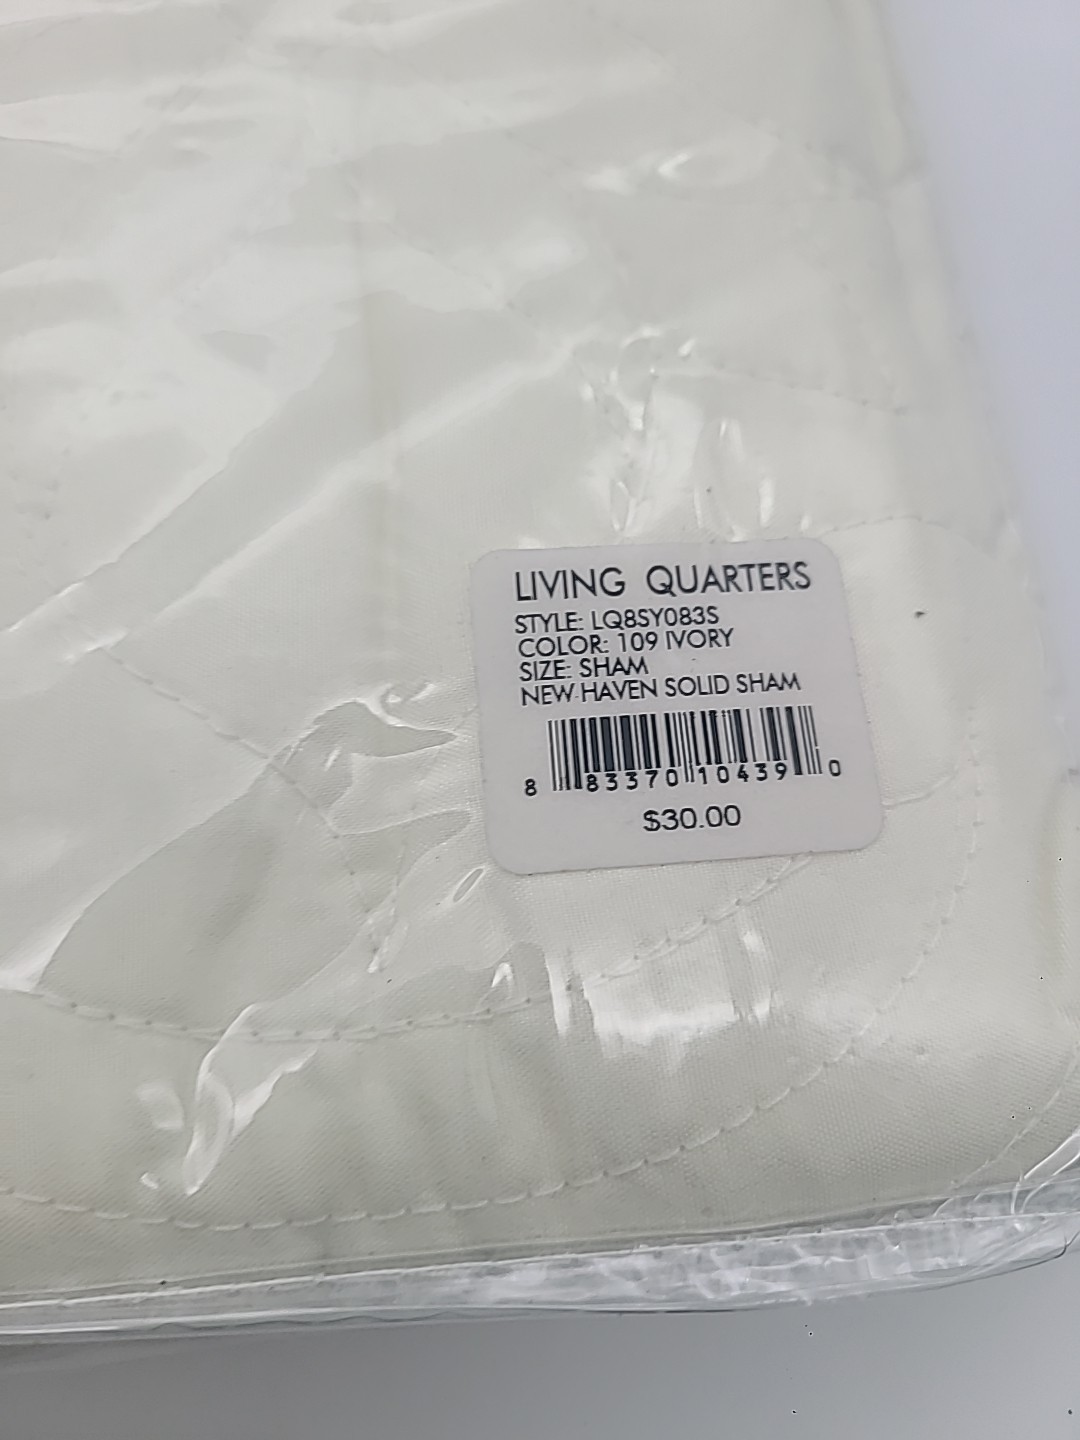 LIVING QUARTERS
STYLE: LQ8SY083S
COLOR: 109 IVORY
SIZE: SHAM
NEW HAVEN SOLID SHAM
8 83370 10439 0
$30.00